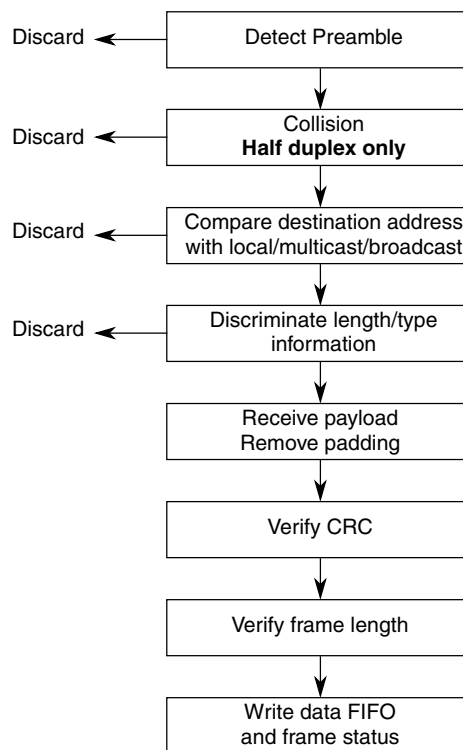 Discard
Detect Preamble
Discard
Collision
Half duplex only
Discard
Compare destination address
with local/multicast/broadcast
Discard
Discriminate length/type
information
Receive payload
Remove padding
Verify CRC
Verify frame length
Write data FIFO
and frame status